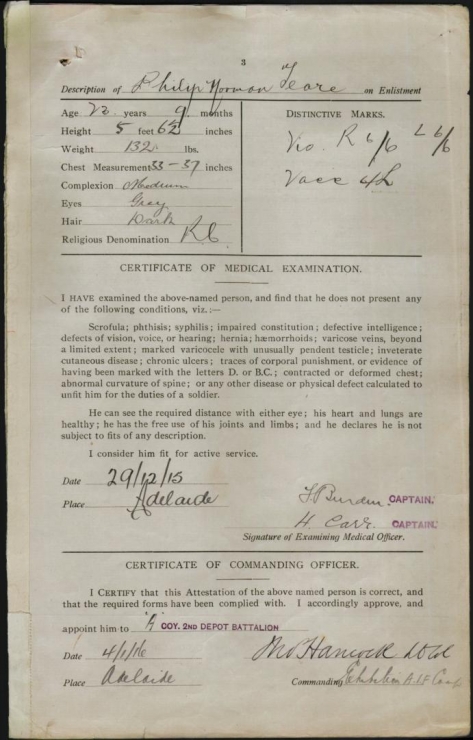 3
Description of Philip Norman Teare on Enlistment
Age 22 years 9 months
Height 5 feet 6½ inches
Weight 132 lbs.
Chest Measurement 33-37 inches
Complexion Medium
Eyes Grey
Hair Dark
Religious Denomination R.C
DISTINCTIVE MARKS.
Vis. R 6/6 L 6/6
Vacc 4L
CERTIFICATE OF MEDICAL EXAMINATION.
I HAVE examined the above-named person, and find that he does not present any
of the following conditions, viz.:—
Scrofula; phthisis; syphilis; impaired constitution; defective intelligence;
defects of vision, voice, or hearing; hernia; hæmorrhoids; varicose veins, beyond
a limited extent; marked varicocele with unusually pendent testicle; inveterate
cutaneous disease; chronic ulcers; traces of corporal punishment, or evidence of
having been marked with the letters D. or B.C.; contracted or deformed chest;
abnormal curvature of spine; or any other disease or physical defect calculated to
unfit him for the duties of a soldier.
He can see the required distance with either eye; his heart and lungs are
healthy; he has the free use of his joints and limbs; and he declares he is not
subject to fits of any description.
I consider him fit for active service.
Date 29/12/15
Place Adelaide
CAPTAIN.
H. Carr. CAPTAIN.
Signature of Examining Medical Officer.
CERTIFICATE OF COMMANDING OFFICER.
I CERTIFY that this Attestation of the above named person is correct, and
that the required forms have been complied with. I accordingly approve, and
appoint him to COY. 2ND DEPOT BATTALION
Date 4/1/16
Hancock
Place Adelaide
Commanding A.I.F Camp